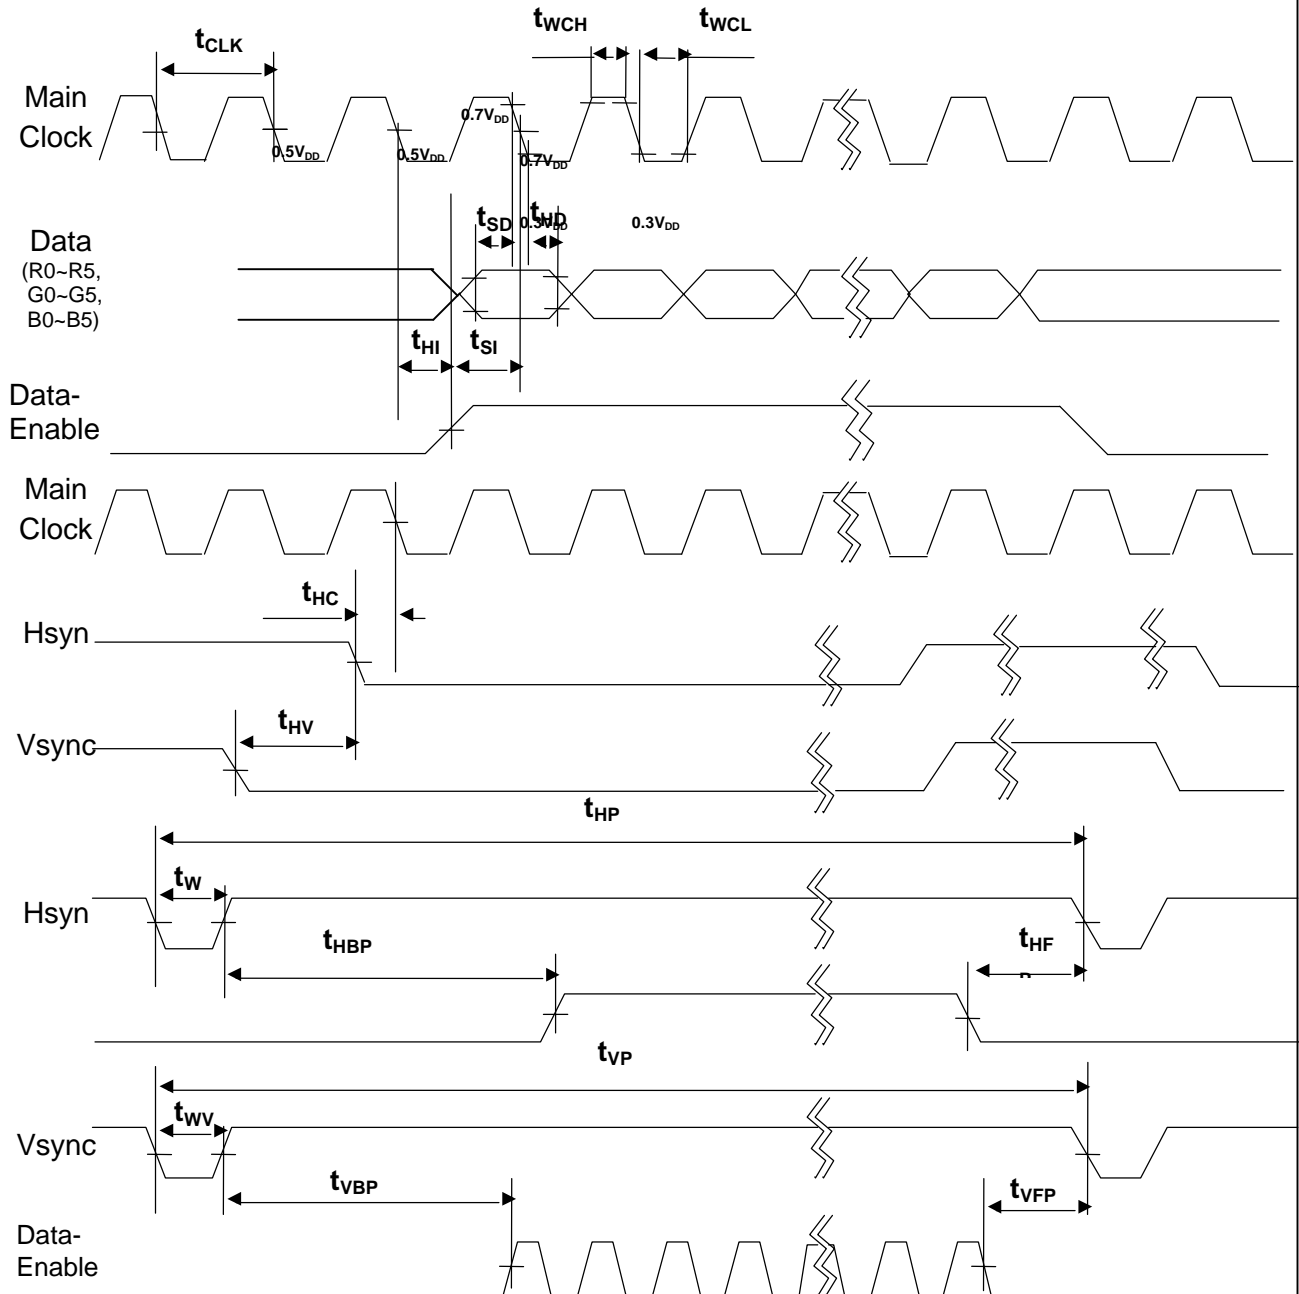 tCLK
tWCH
tWCL
Main
Clock
0.7VDD
0.5VDD
0.5VDD
0.7VDD
Data
(R0~R5,
G0~G5,
B0~B5)
tSD
tHD
0.3VDD
0.3VDD
tHI
tSI
Data-
Enable
Main
Clock
tHC
Hsyn
tHV
Vsync
tHP
tW
Hsyn
tHBP
tHF
tVP
tWV
Vsync
tVBP
tVFP
Data-
Enable